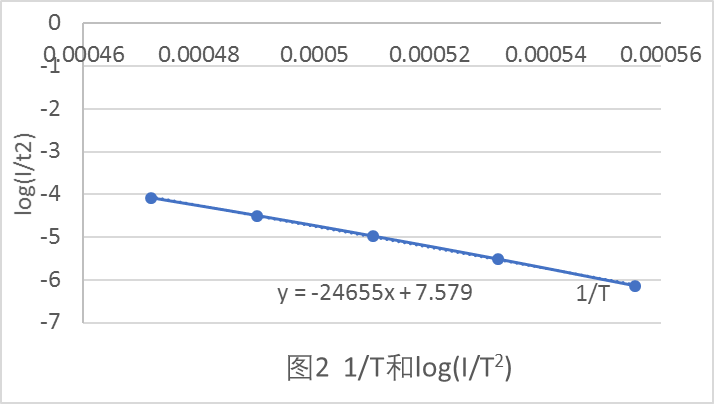 0
0.00046 0.00048 0.0005 0.00052 0.00054 0.00056
-1
-2
-3
-4
-5
-6
-7
log(I/t2)
y = -24655x + 7.579
1/T
图2 1/T和log(I/T²)